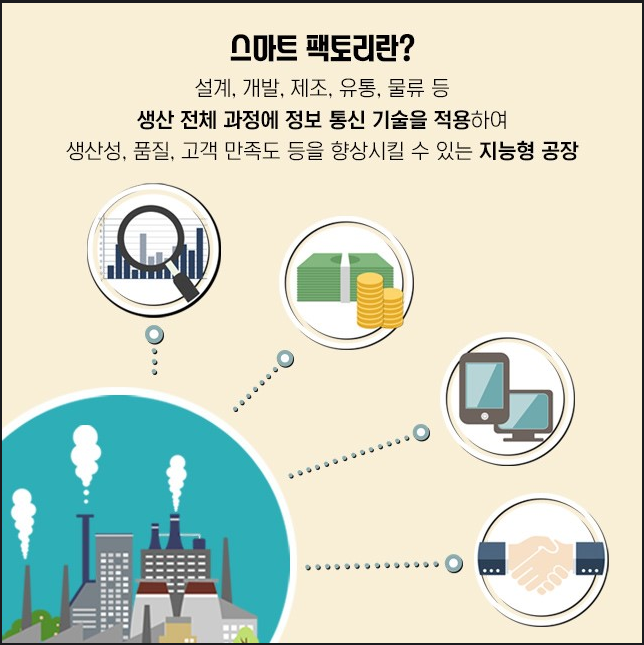 스마트 팩토리란?
설계, 개발, 제조, 유통, 물류 등
생산 전체 과정에 정보 통신 기술을 적용하여
생산성, 품질, 고객 만족도 등을 향상시킬 수 있는 지능형 공장